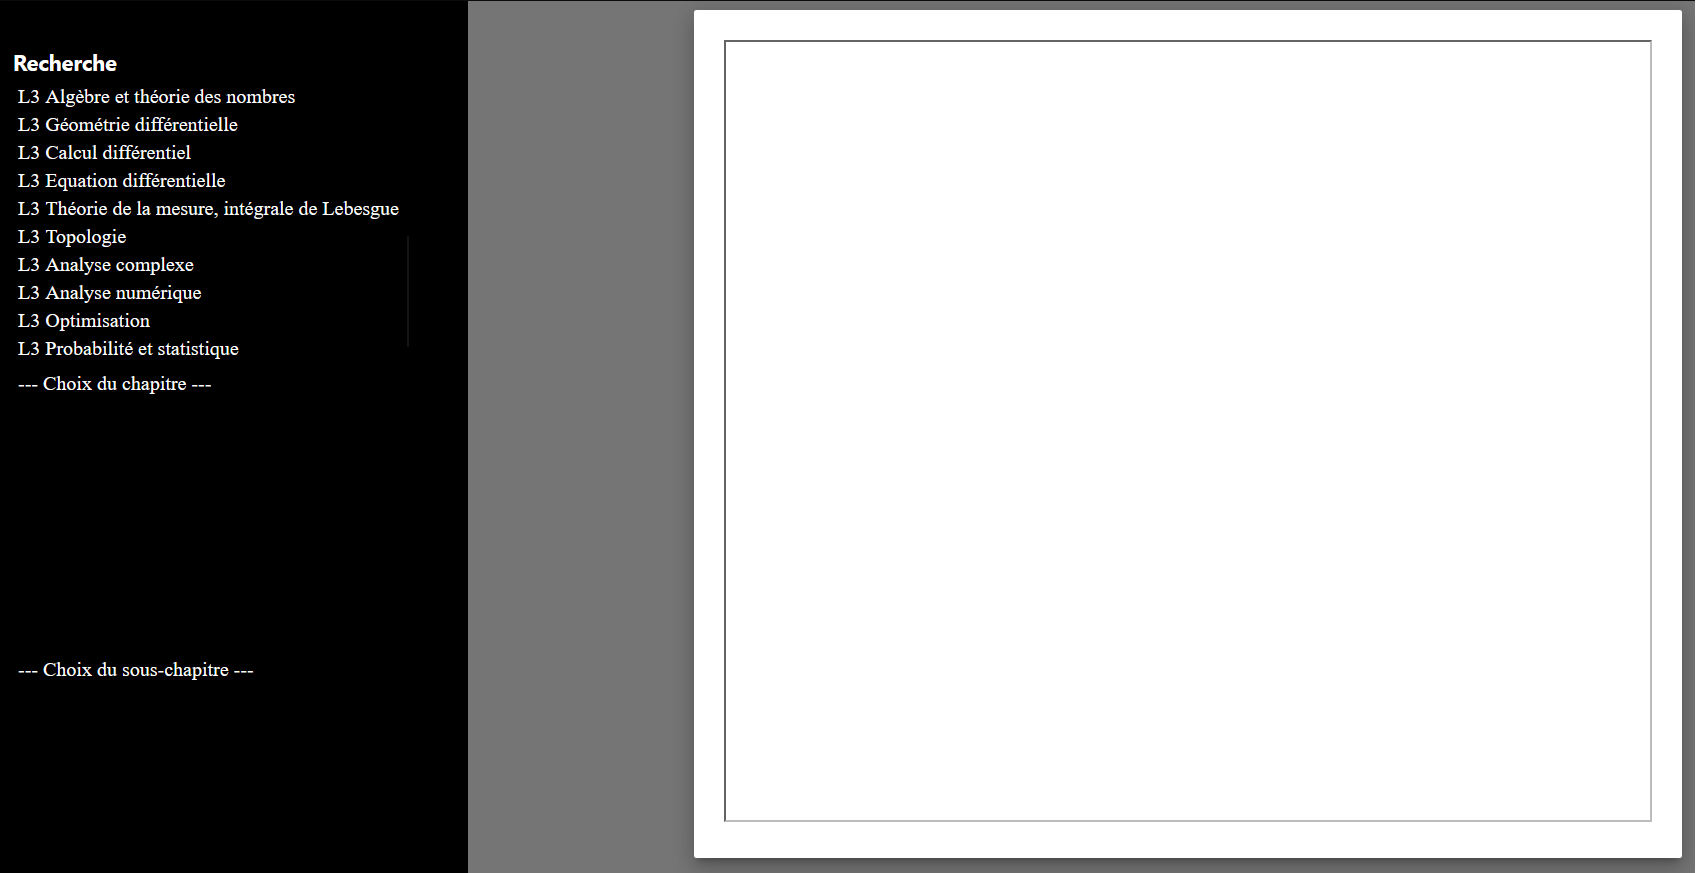 Recherche
L3 Algèbre et théorie des nombres
L3 Géométrie différentielle
L3 Calcul différentiel
L3 Equation différentielle
L3 Théorie de la mesure, intégrale de Lebesgue
L3 Topologie
L3 Analyse complexe
L3 Analyse numérique
L3 Optimisation
L3 Probabilité et statistique
--- Choix du chapitre ---
--- Choix du sous-chapitre ---